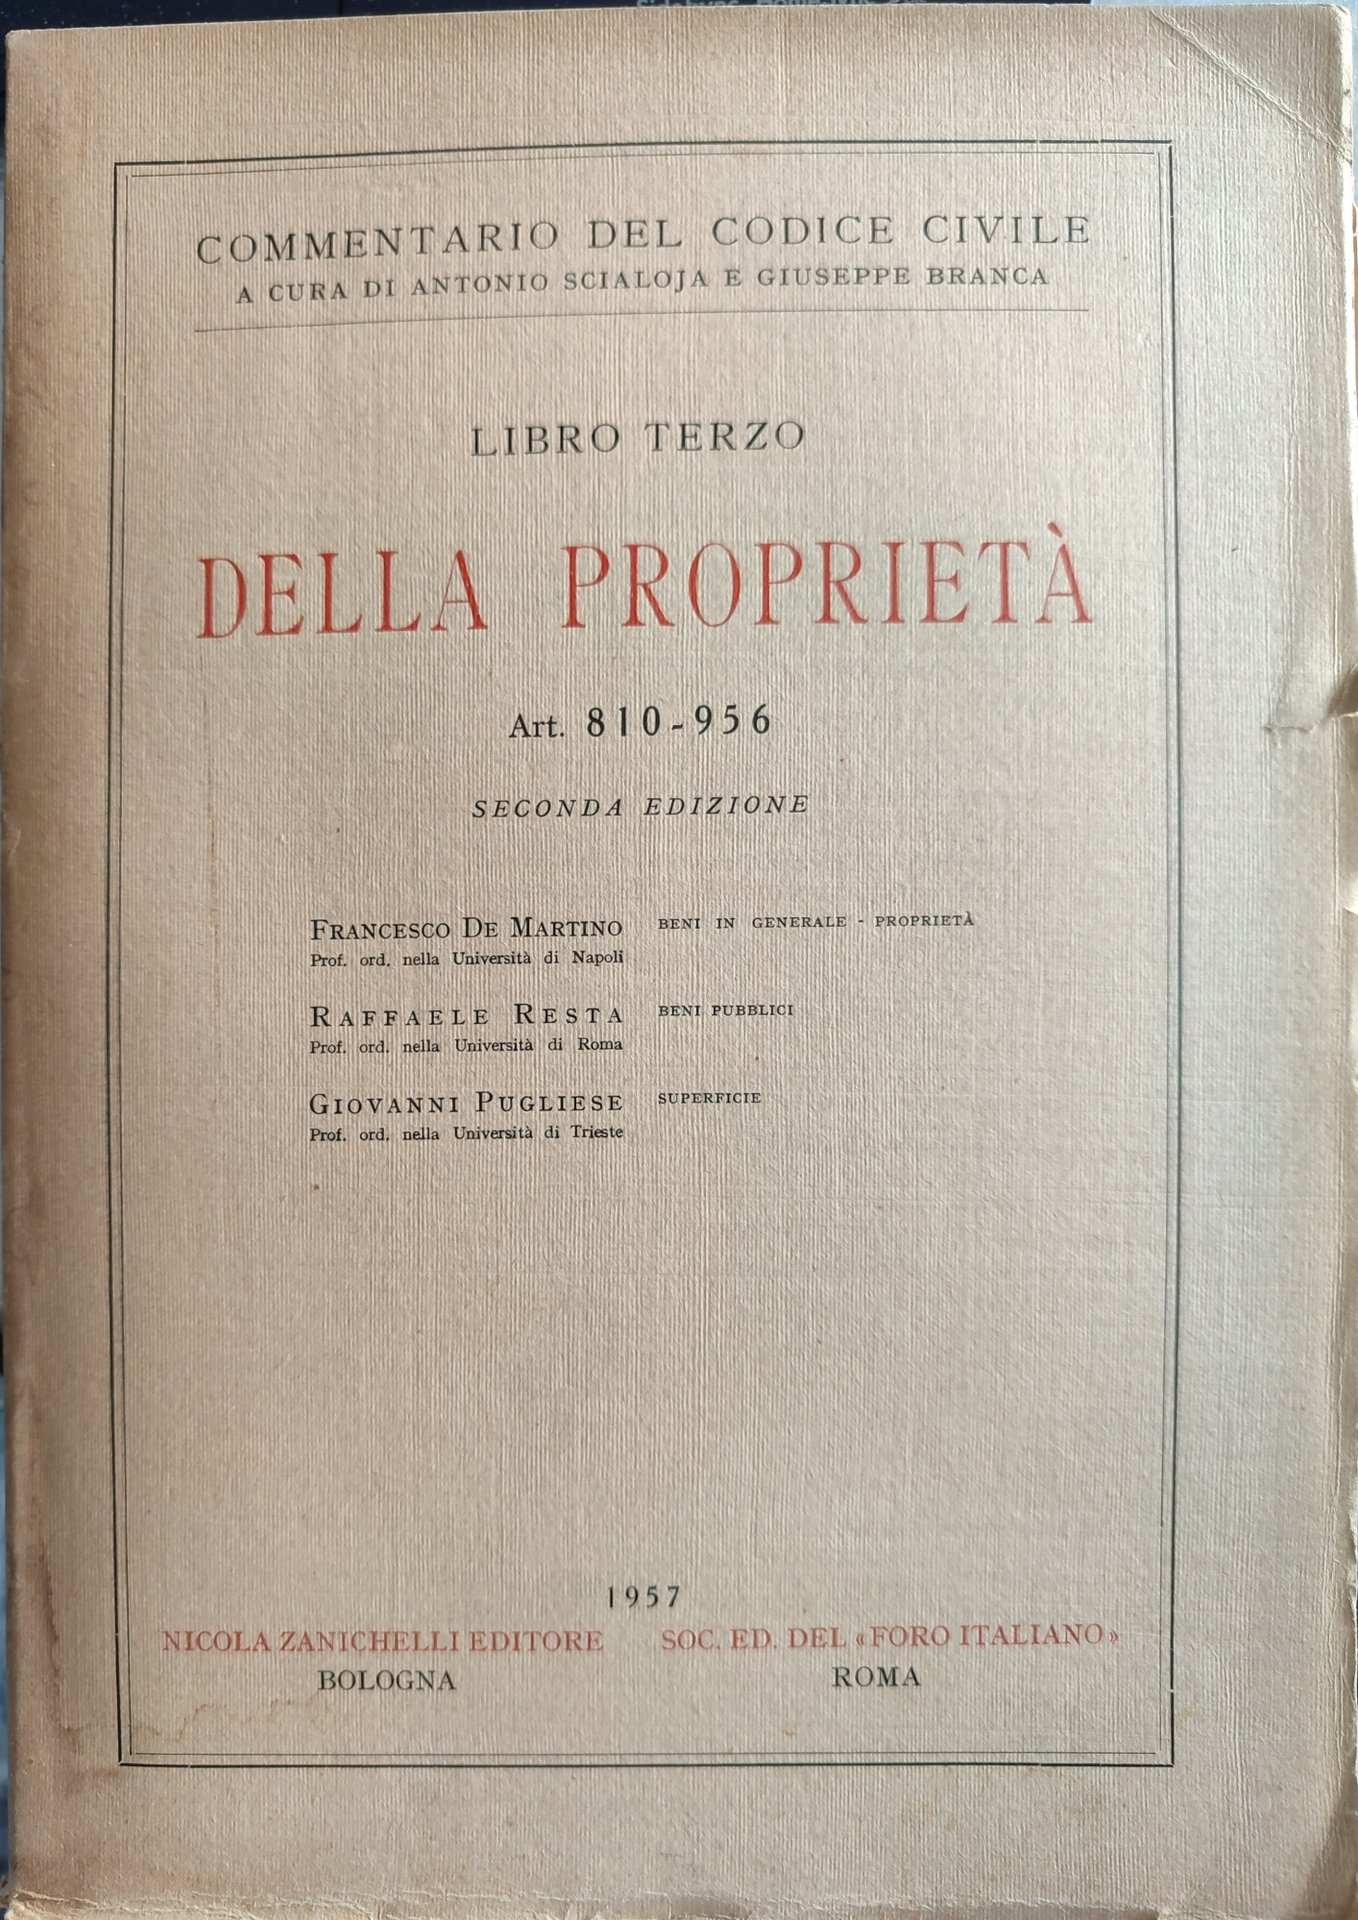 COMMENTARIO DEL CODICE CIVILE
A CURA DI ANTONIO SCIALOJA E GIUSEPPE BRANCA
LIBRO TERZO
DELLA PROPRIETÀ
Art. 810-956
SECONDA EDIZIONE
FRANCESCO DE MARTINO BENI IN GENERALE - PROPRIETÀ
Prof. ord. nella Università di Napoli
RAFFAELE RESTA BENI PUBBLICI
Prof. ord. nella Università di Roma
GIOVANNI PUGLIESE SUPERFICIE
Prof. ord. nella Università di Trieste
1957
NICOLA ZANICHELLI EDITORE SOC. ED. DEL «FORO ITALIANO»
BOLOGNA ROMA